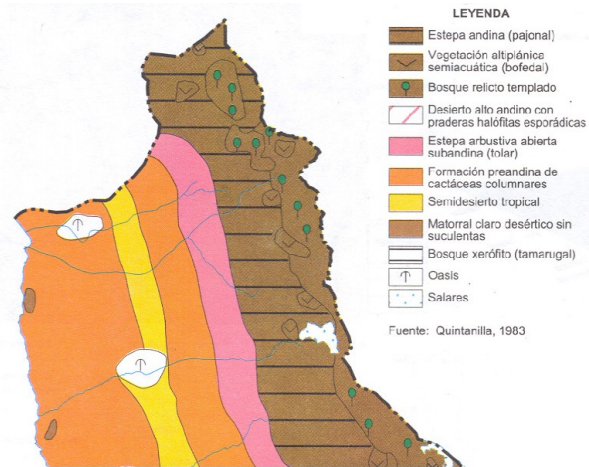 LEYENDA
Estepa andina (pajonal)
Vegetación altiplánica
semiacuática (bofedal)
Bosque relicto templado
Desierto alto andino con
praderas halófitas esporádicas
Estepa arbustiva abierta
subandina (tolar)
Formación preandina de
cactáceas columnares
Semidesierto tropical
Matorral claro desértico sin
suculentas
Bosque xerófito (tamarugal)
Oasis
Salares
Fuente: Quintanilla, 1983